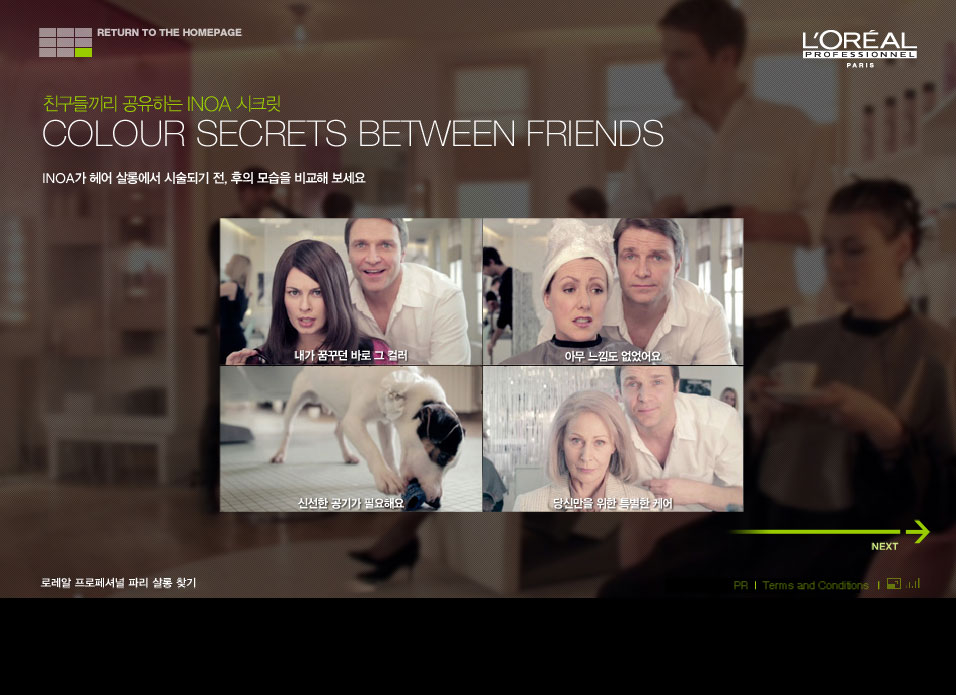 RETURN TO THE HOMEPAGE
L'ORÉAL
PROFESSIONNEL
PARIS
친구들끼리 공유하는 INOA 시크릿
COLOUR SECRETS BETWEEN FRIENDS
INOA가 헤어 살롱에서 시술되기 전, 후의 모습을 비교해 보세요
내가 꿈꾸던 바로 그 컬러
아무 느낌도 없었어요
신선한 공기가 필요해요
당신만을 위한 특별한 케어
NEXT
로레알 프로페셔널 파리 살롱 찾기
PR | Terms and Conditions |